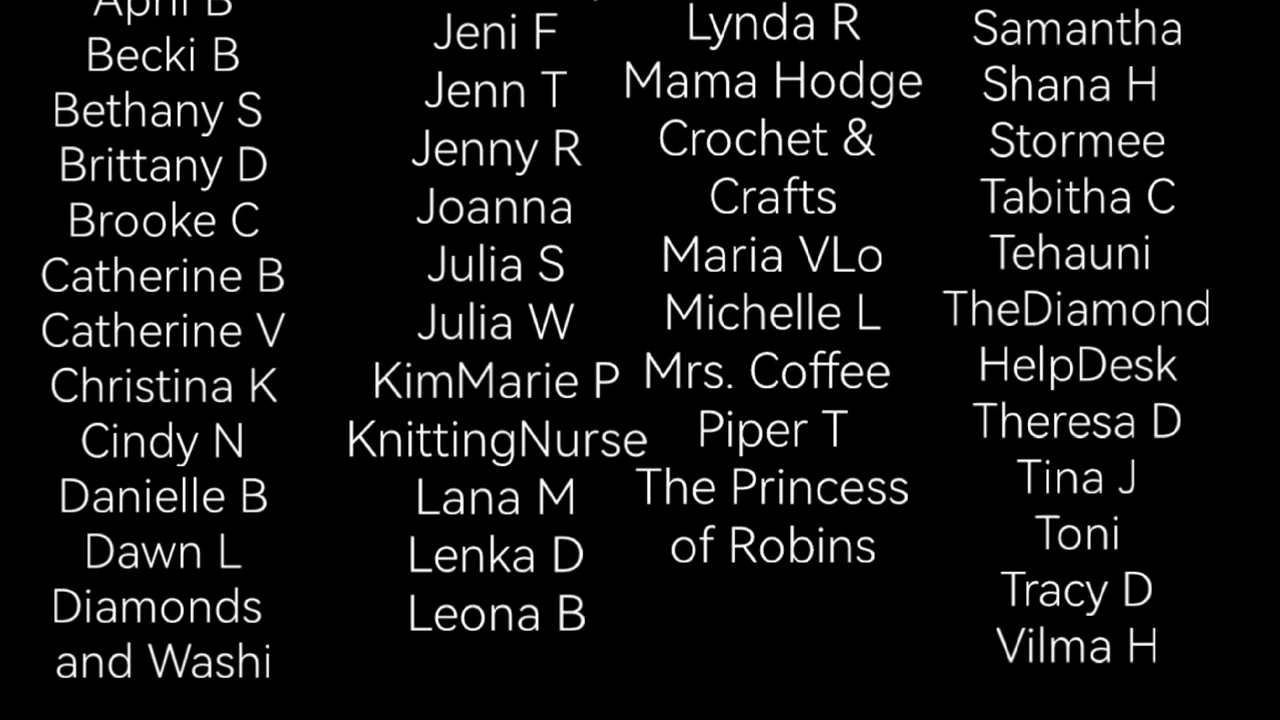 April B
Becki B
Bethany S
Brittany D
Brooke C
Catherine B
Catherine V
Christina K
Cindy N
Danielle B
Dawn L
Diamonds
and Washi
Jeni F
Jenn T
Jenny R
Joanna
Julia S
Julia W
KimMarie P
KnittingNurse
Lana M
Lenka D
Leona B
Lynda R
Mama Hodge
Crochet &
Crafts
Maria VLo
Michelle L
Mrs. Coffee
Piper T
The Princess
of Robins
Samantha
Shana H
Stormee
Tabitha C
Tehauni
TheDiamond
HelpDesk
Theresa D
Tina J
Toni
Tracy D
Vilma H